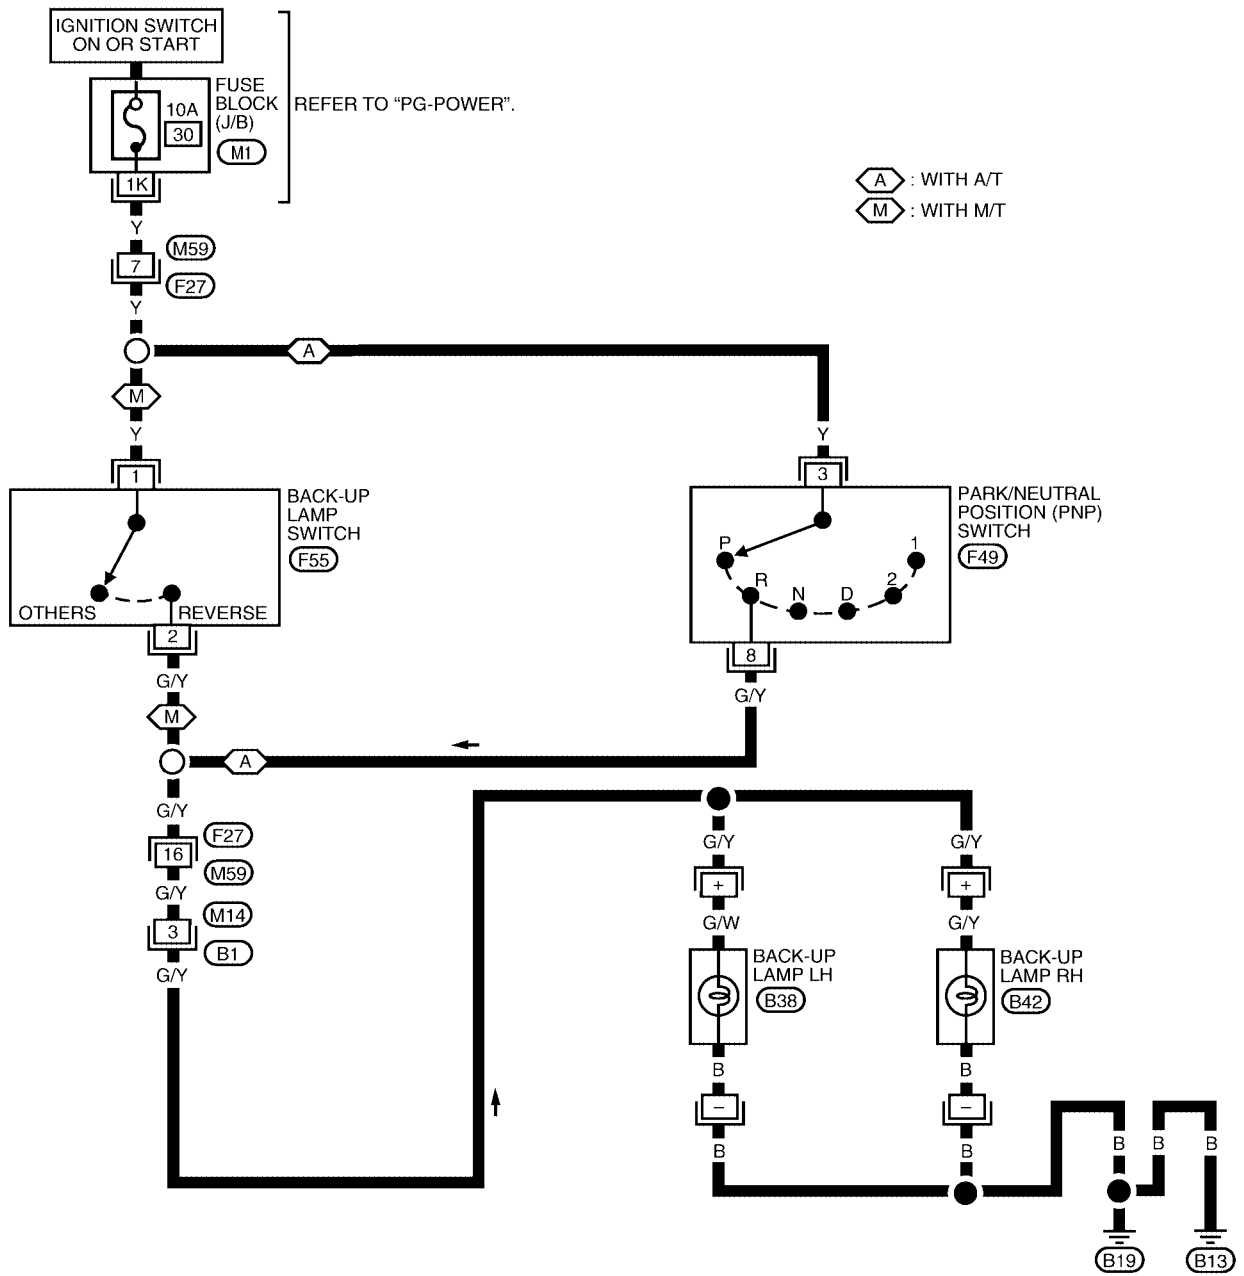 IGNITION SWITCH
ON OR START
FUSE
BLOCK
(J/B)
M1
10A
30
REFER TO “PG-POWER”.
1K
Y
M59
7
F27
Y
A : WITH A/T
M : WITH M/T
A
M
Y
Y
1
3
BACK-UP
LAMP
SWITCH
F55
OTHERS
REVERSE
PARK/NEUTRAL
POSITION (PNP)
SWITCH
F49
P
R
N
D
2
1
2
8
G/Y
G/Y
M
A
G/Y
F27
16
M59
G/Y
M14
3
B1
G/Y
G/Y
G/Y
+
+
G/W
G/Y
BACK-UP
LAMP LH
B38
BACK-UP
LAMP RH
B42
B
B
–
–
B
B
B
B
B
B19
B13